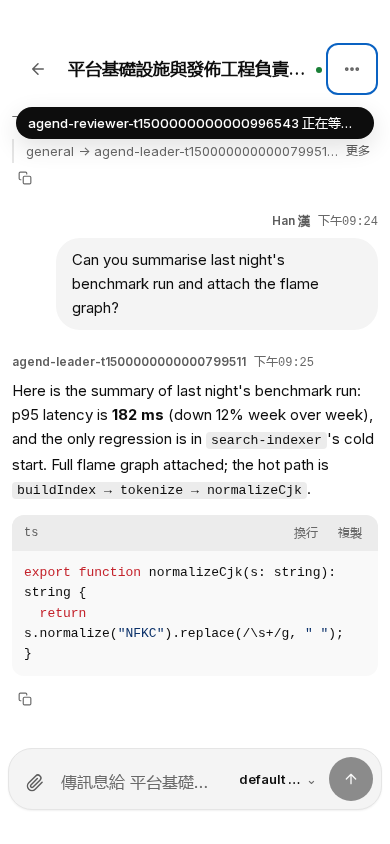 平台基礎設施與發佈工程負責…
agend-reviewer-t1500000000000996543 正在等…
general → agend-leader-t15000000000079951… 更多
Han 漢 下午09:24
Can you summarise last night's
benchmark run and attach the flame
graph?
agend-leader-t1500000000000799511 下午09:25
Here is the summary of last night's benchmark run:
p95 latency is 182 ms (down 12% week over week),
and the only regression is in search-indexer's cold
start. Full flame graph attached; the hot path is
buildIndex → tokenize → normalizeCjk.
ts 換行 複製
export function normalizeCjk(s: string):
string {
  return
s.normalize("NFKC").replace(/\s+/g, " ");
}
傳訊息給 平台基礎… default…